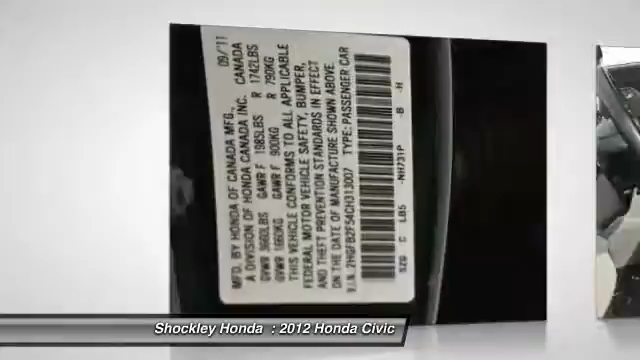 MFD. BY HONDA OF CANADA MFG., 09/'11
A DIVISION OF HONDA CANADA INC. CANADA
GVWR 3660LBS GAWR F 1985LBS R 1742LBS
GVWR 1660KG GAWR F 900KG R 790KG
THIS VEHICLE CONFORMS TO ALL APPLICABLE
FEDERAL MOTOR VEHICLE SAFETY, BUMPER,
AND THEFT PREVENTION STANDARDS IN EFFECT
ON THE DATE OF MANUFACTURE SHOWN ABOVE.
V.I.N. 2HGFB2F54CH313007 TYPE: PASSENGER CAR
SZG C LB5 -NH731P -B -H
Shockley Honda : 2012 Honda Civic